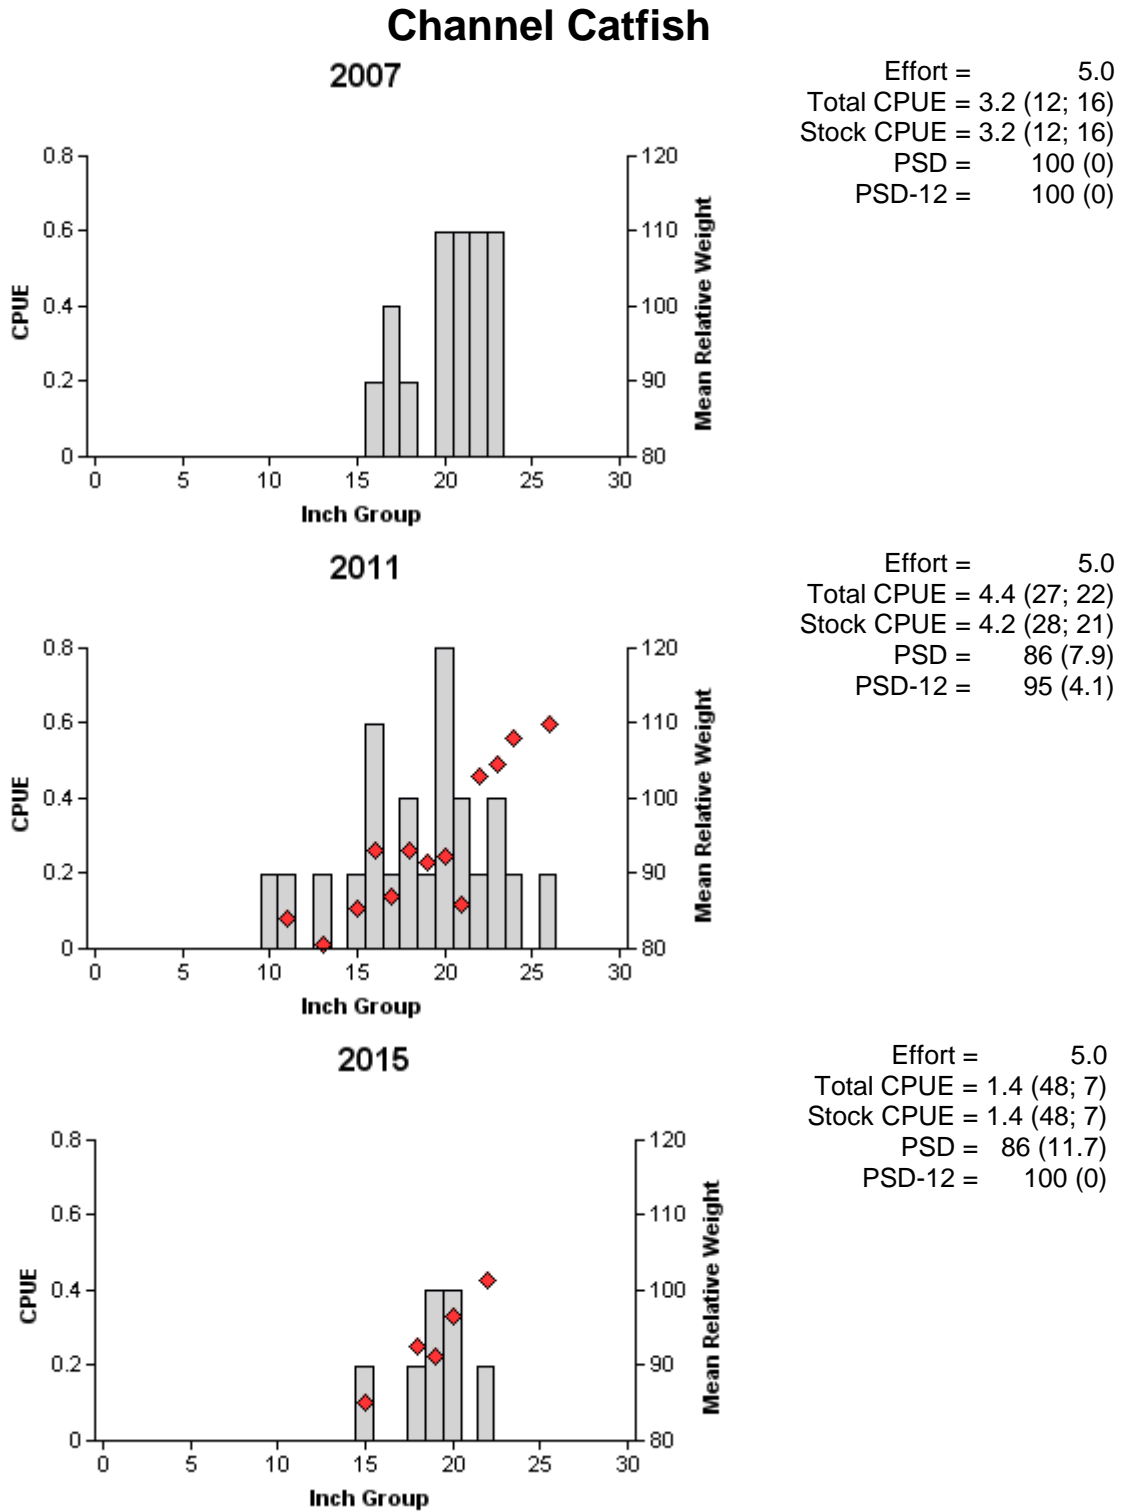 Channel Catfish
2007
Effort = 5.0
Total CPUE = 3.2 (12; 16)
Stock CPUE = 3.2 (12; 16)
PSD = 100 (0)
PSD-12 = 100 (0)
0.8 120
0.6 110
0.4 100
0.2 90
0 80
CPUE
Mean Relative Weight
0 5 10 15 20 25 30
Inch Group
2011
Effort = 5.0
Total CPUE = 4.4 (27; 22)
Stock CPUE = 4.2 (28; 21)
PSD = 86 (7.9)
PSD-12 = 95 (4.1)
0.8 120
0.6 110
0.4 100
0.2 90
0 80
CPUE
Mean Relative Weight
0 5 10 15 20 25 30
Inch Group
2015
Effort = 5.0
Total CPUE = 1.4 (48; 7)
Stock CPUE = 1.4 (48; 7)
PSD = 86 (11.7)
PSD-12 = 100 (0)
0.8 120
0.6 110
0.4 100
0.2 90
0 80
CPUE
Mean Relative Weight
0 5 10 15 20 25 30
Inch Group